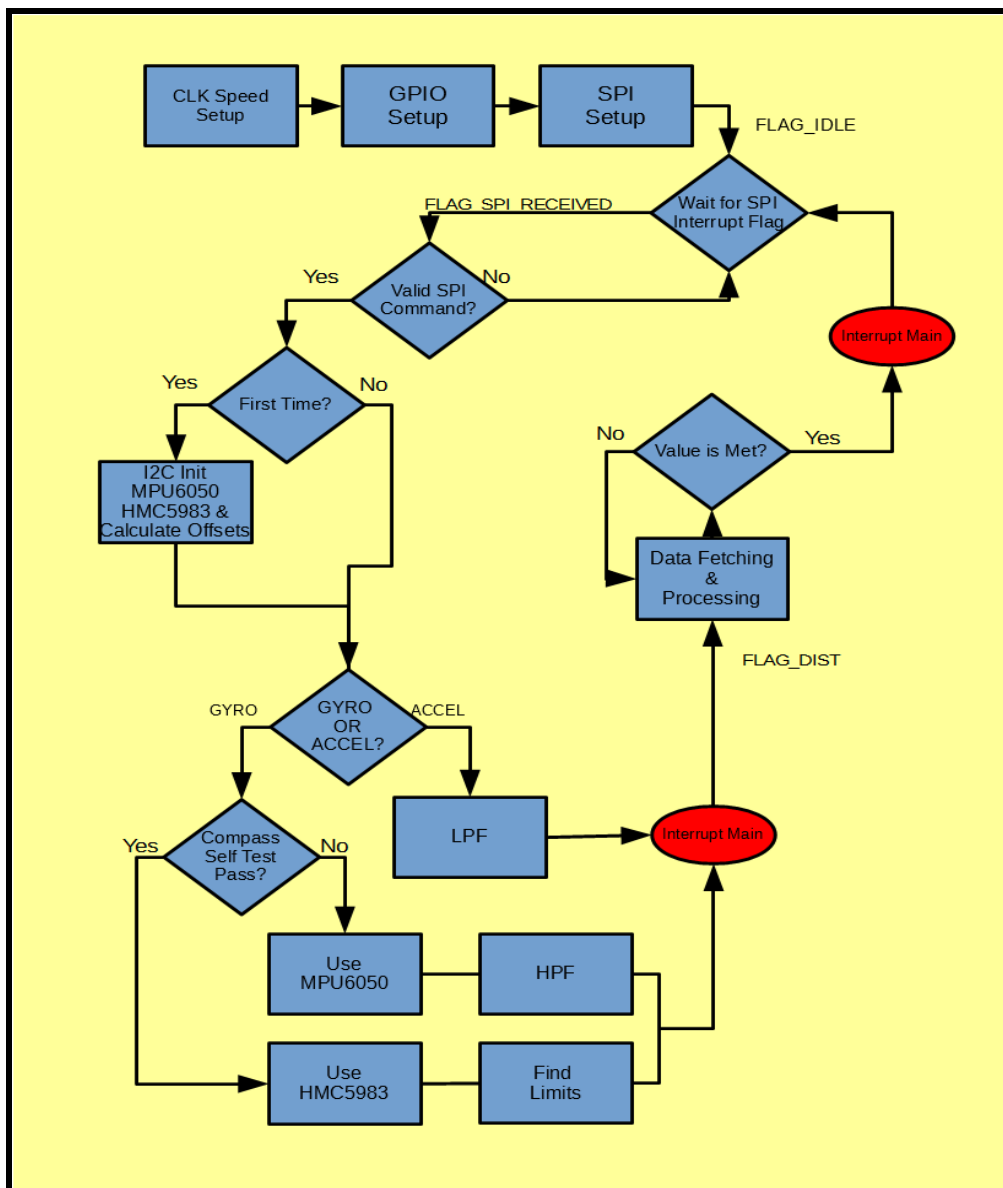 CLK Speed
Setup
GPIO
Setup
SPI
Setup
FLAG_IDLE
Wait for SPI
Interrupt Flag
FLAG_SPI_RECEIVED
Valid SPI
Command?
Yes
No
First Time?
Yes
No
I2C Init
MPU6050
HMC5983 &
Calculate Offsets
Interrupt Main
Value is Met?
No
Yes
Data Fetching
&
Processing
FLAG_DIST
GYRO
OR
ACCEL?
GYRO
ACCEL
LPF
Interrupt Main
Compass
Self Test
Pass?
Yes
No
Use
MPU6050
HPF
Use
HMC5983
Find
Limits